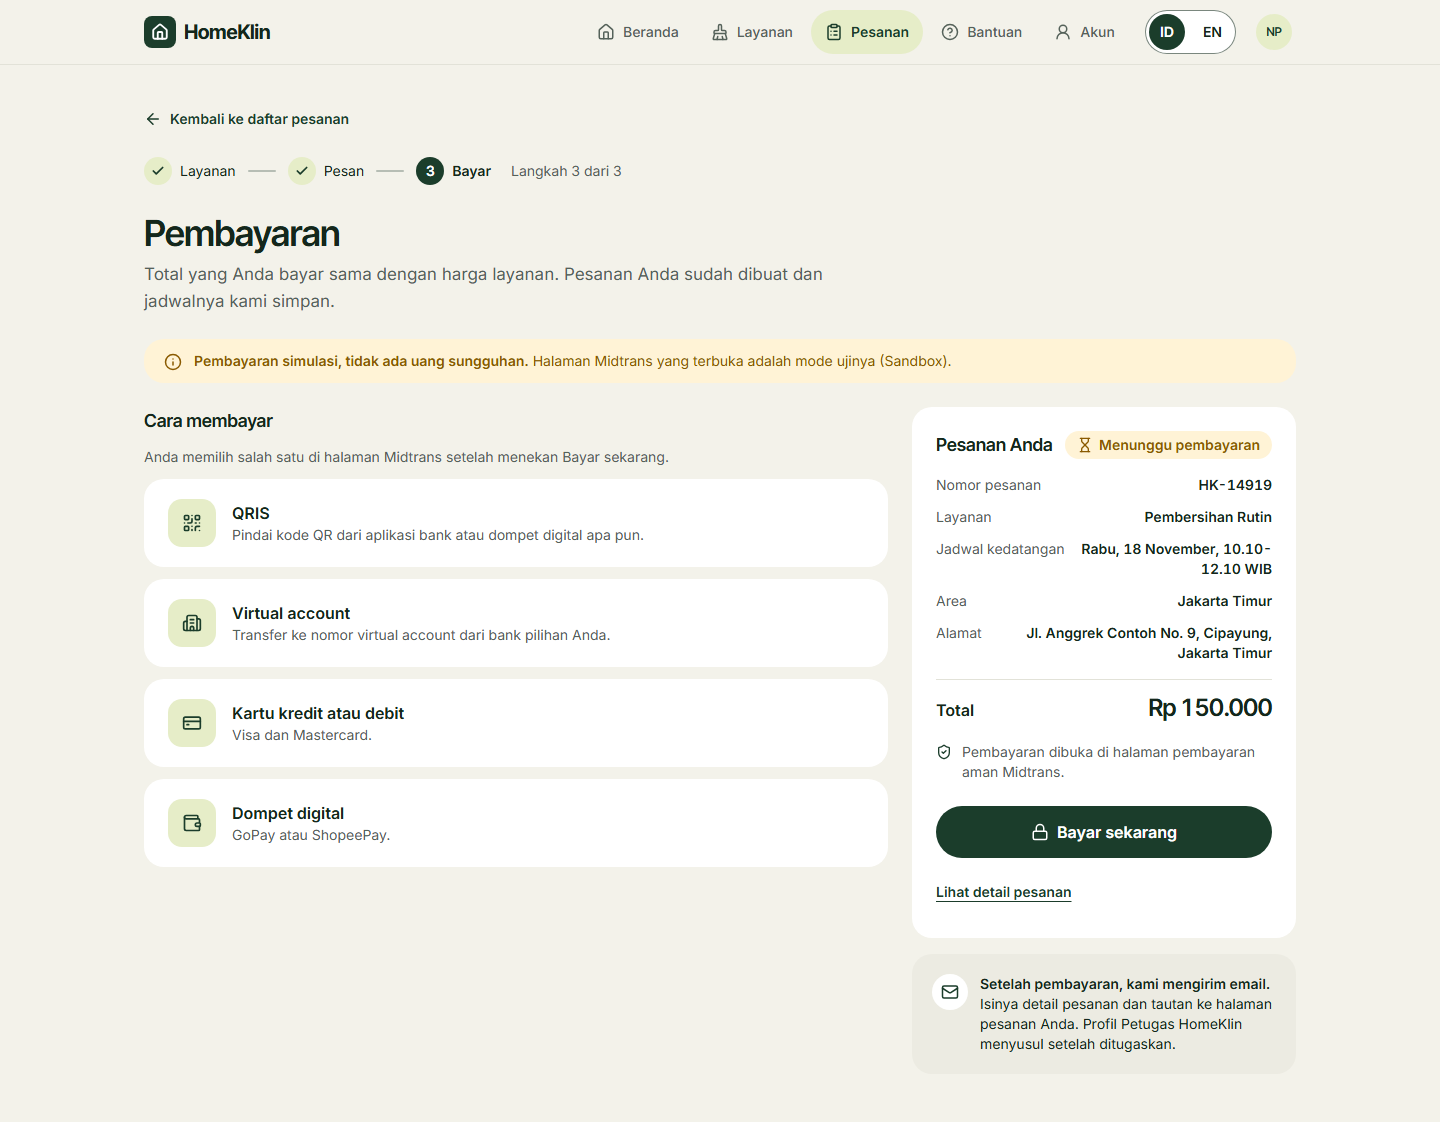 HomeKlin
Beranda
Layanan
Pesanan
Bantuan
Akun
ID
EN
NP
Kembali ke daftar pesanan
Layanan
Pesan
3
Bayar
Langkah 3 dari 3
Pembayaran
Total yang Anda bayar sama dengan harga layanan. Pesanan Anda sudah dibuat dan
jadwalnya kami simpan.
Pembayaran simulasi, tidak ada uang sungguhan. Halaman Midtrans yang terbuka adalah mode ujinya (Sandbox).
Cara membayar
Anda memilih salah satu di halaman Midtrans setelah menekan Bayar sekarang.
QRIS
Pindai kode QR dari aplikasi bank atau dompet digital apa pun.
Virtual account
Transfer ke nomor virtual account dari bank pilihan Anda.
Kartu kredit atau debit
Visa dan Mastercard.
Dompet digital
GoPay atau ShopeePay.
Pesanan Anda
Menunggu pembayaran
Nomor pesanan
HK-14919
Layanan
Pembersihan Rutin
Jadwal kedatangan
Rabu, 18 November, 10.10-
12.10 WIB
Area
Jakarta Timur
Alamat
Jl. Anggrek Contoh No. 9, Cipayung,
Jakarta Timur
Total
Rp 150.000
Pembayaran dibuka di halaman pembayaran
aman Midtrans.
Bayar sekarang
Lihat detail pesanan
Setelah pembayaran, kami mengirim email.
Isinya detail pesanan dan tautan ke halaman
pesanan Anda. Profil Petugas HomeKlin
menyusul setelah ditugaskan.